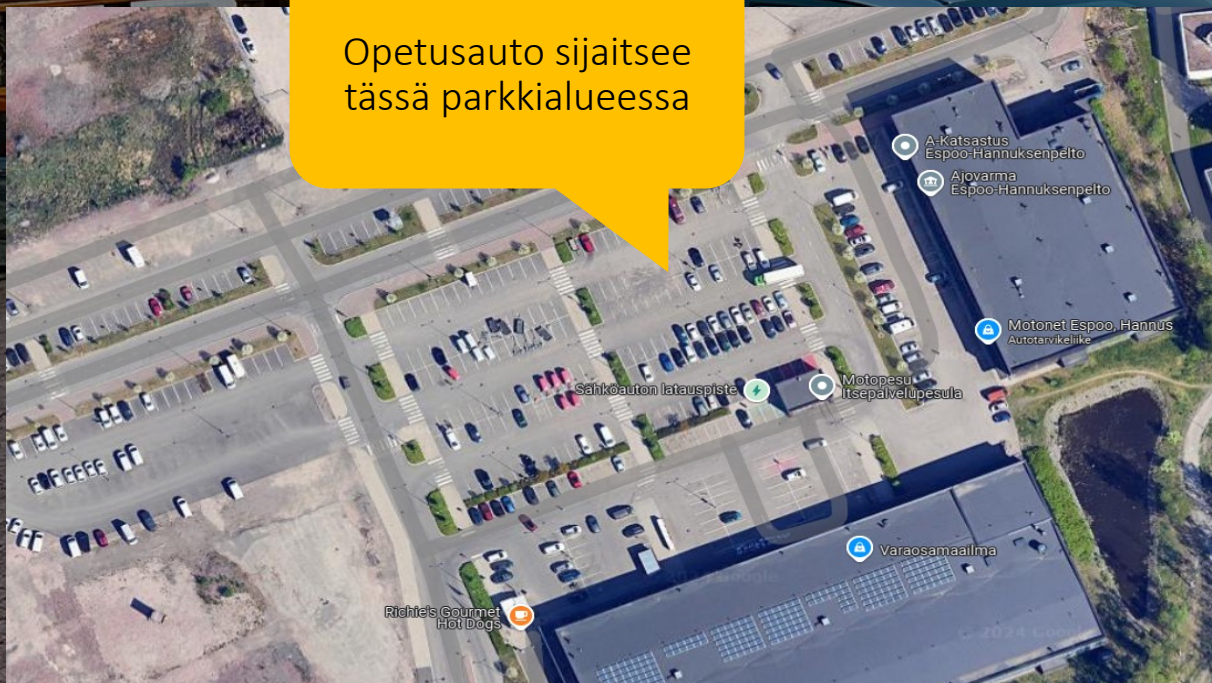 Opetusauto sijaitsee
tässä parkkialueessa
A-Katsastus
Espoo-Hannuksenpelto
Ajovarma
Espoo-Hannuksenpelto
Motonet Espoo, Hannus
Autotarvikeliike
Sähköauton latauspiste
Motopesu
Itsepalvelupesula
Varaosamaailma
Richie's Gourmet
Hot Dogs
© 2024 Google